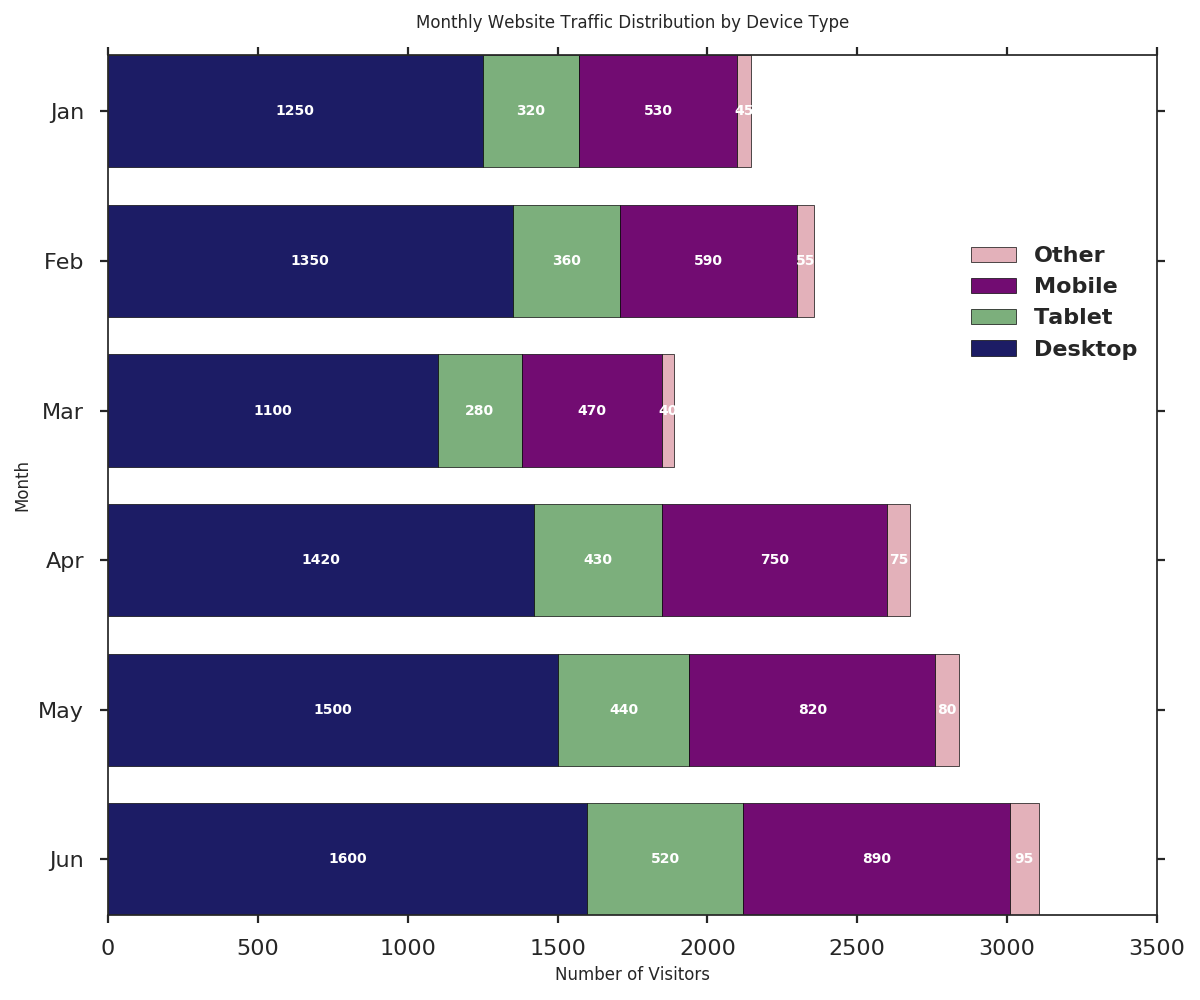 Monthly Website Traffic Distribution by Device Type
Jan
1250
320
530
45
Feb
1350
360
590
55
Other
Mobile
Tablet
Desktop
Mar
1100
280
470
40
Month
Apr
1420
430
750
75
May
1500
440
820
80
Jun
1600
520
890
95
0 500 1000 1500 2000 2500 3000 3500
Number of Visitors